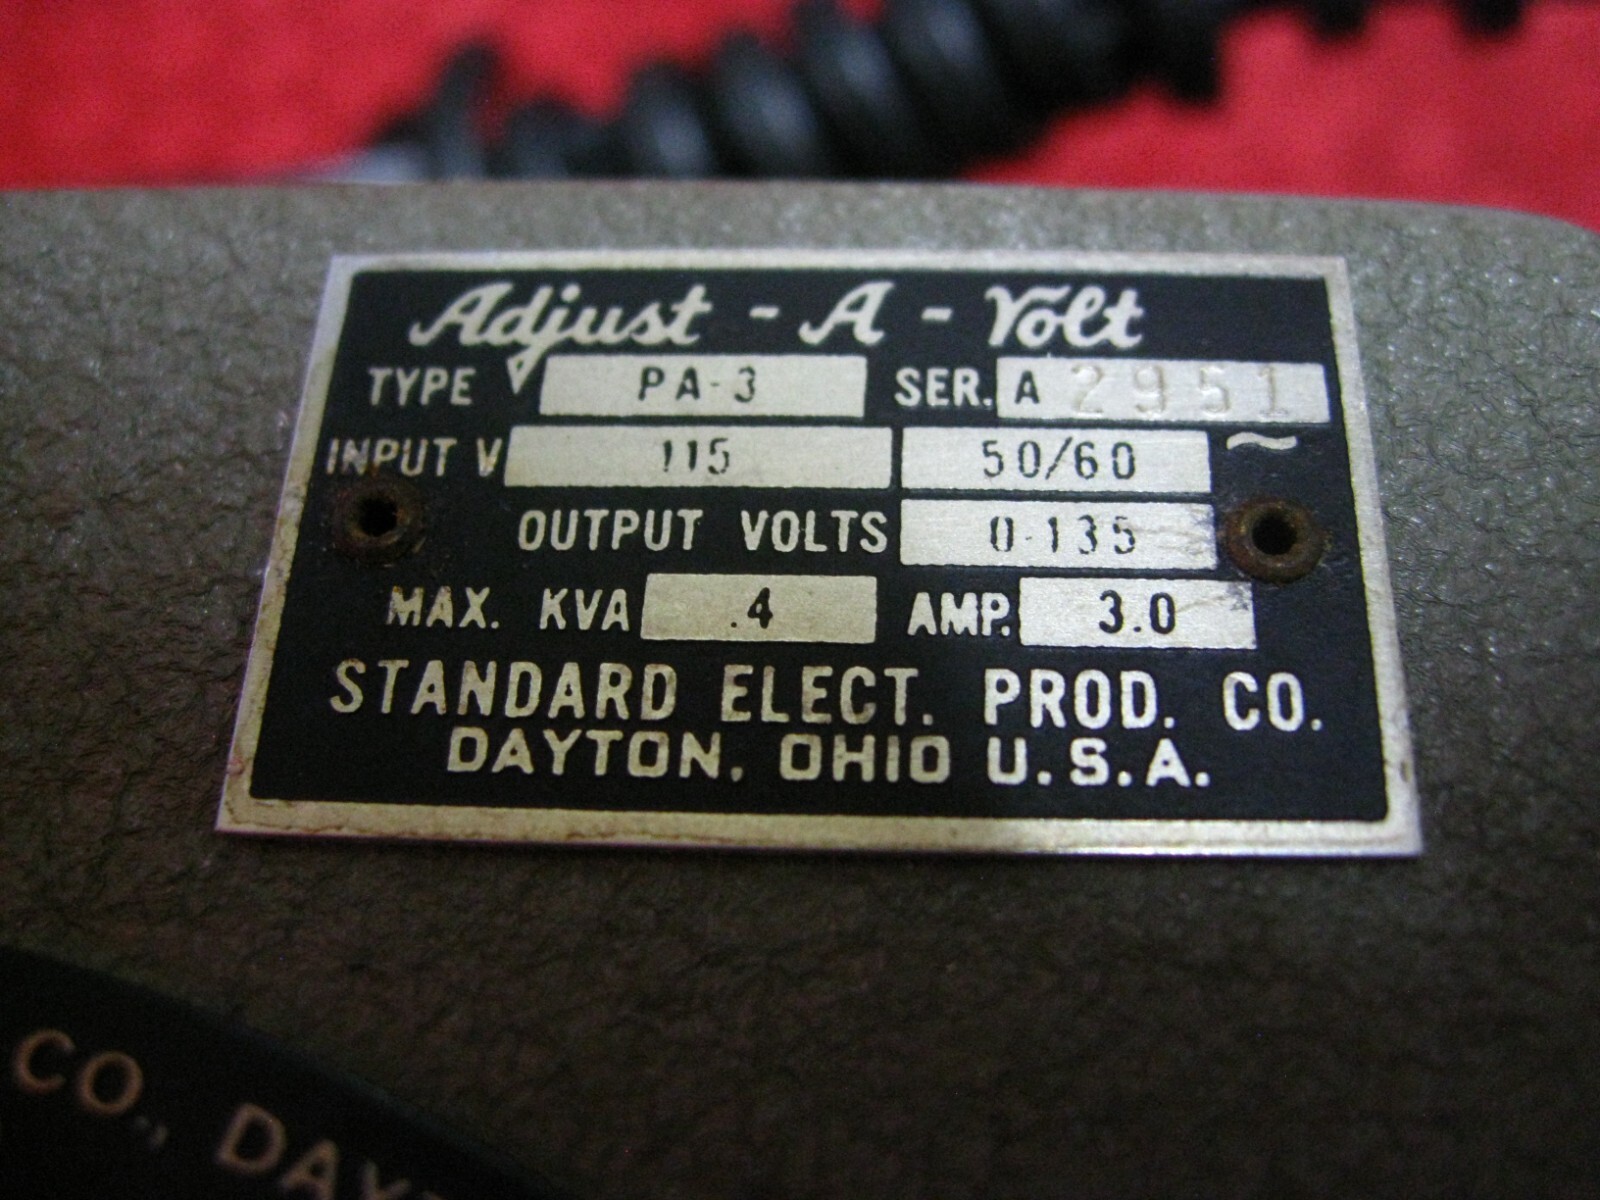 Adjust - A - Volt
TYPE PA-3 SER. A 2951
INPUT V 115 50/60 ~
OUTPUT VOLTS 0-135
MAX. KVA .4 AMP. 3.0
STANDARD ELECT. PROD. CO.
DAYTON, OHIO U.S.A.
CO., DAY